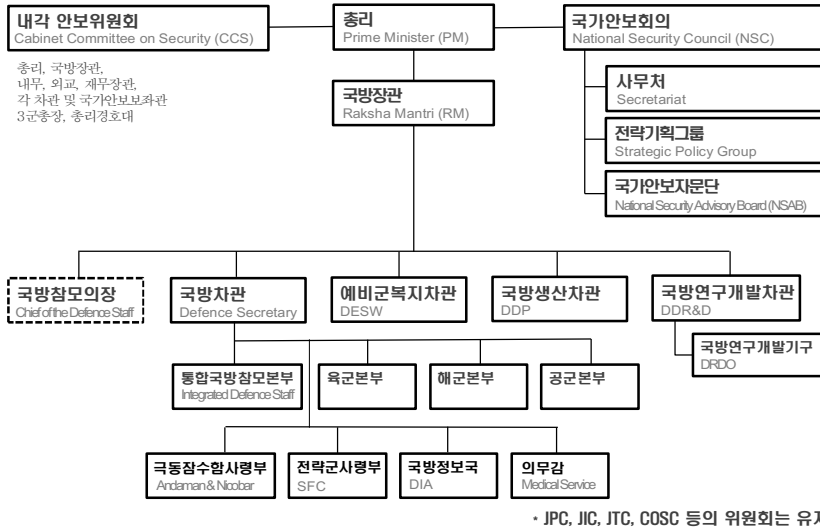 내각 안보위원회
Cabinet Committee on Security (CCS)
총리
Prime Minister (PM)
국가안보회의
National Security Council (NSC)
총리, 국방장관,
내무, 외교, 재무장관,
각 차관 및 국가안보보좌관
3군총장, 총리경호대
국방장관
Raksha Mantri (RM)
사무처
Secretariat
전략기획그룹
Strategic Policy Group
국가안보자문단
National Security Advisory Board (NSAB)
국방참모의장
Chief of the Defence Staff
국방차관
Defence Secretary
예비군복지차관
DESW
국방생산차관
DDP
국방연구개발차관
DDR&D
국방연구개발기구
DRDO
통합국방참모본부
Integrated Defence Staff
육군본부
해군본부
공군본부
극동잠수함사령부
Andaman & Nicobar
전략군사령부
SFC
국방정보국
DIA
의무감
Medical Service
* JPC, JIC, JTC, COSC 등의 위원회는 유지